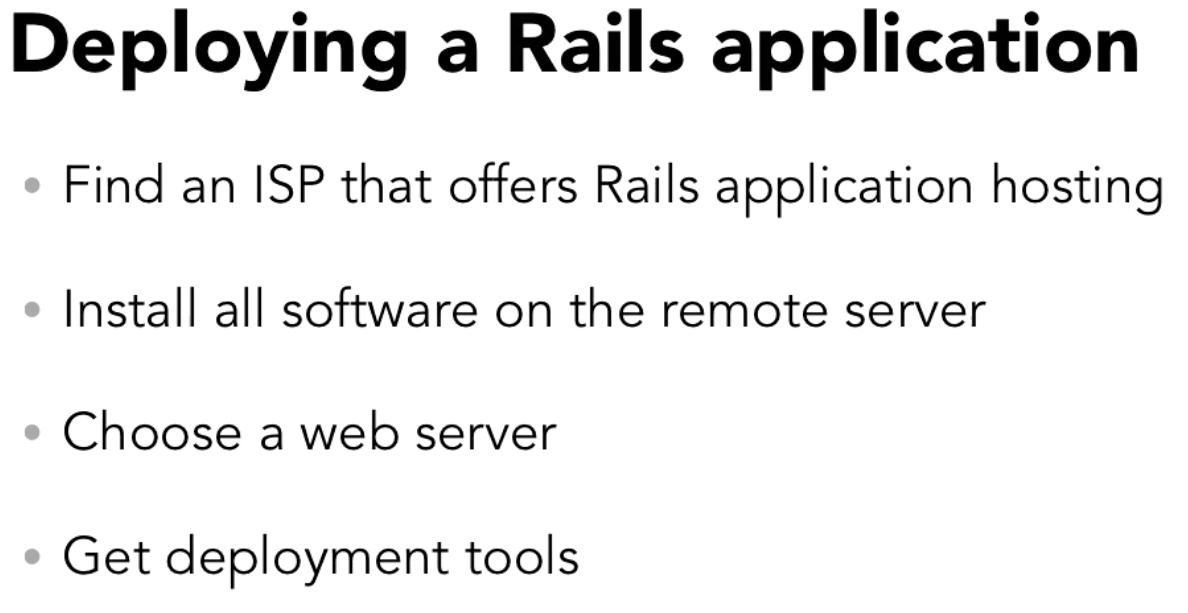 Deploying a Rails application
• Find an ISP that offers Rails application hosting
• Install all software on the remote server
• Choose a web server
• Get deployment tools